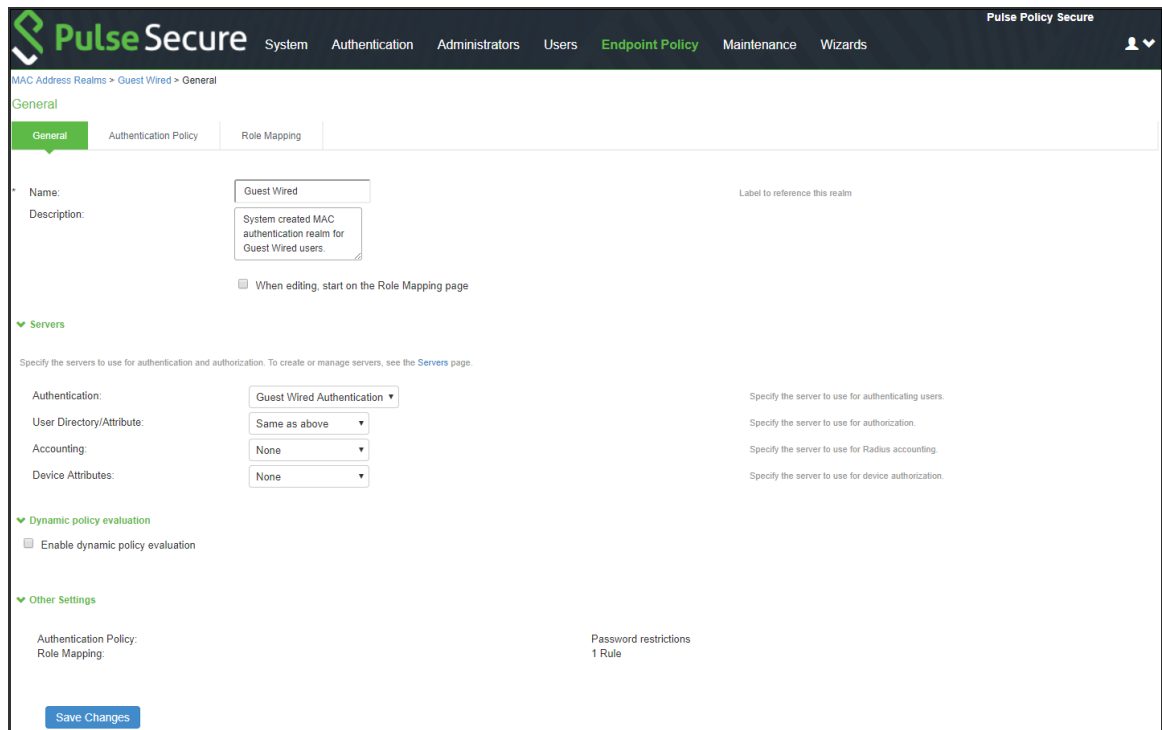 Pulse Policy Secure
Pulse Secure System Authentication Administrators Users Endpoint Policy Maintenance Wizards
MAC Address Realms > Guest Wired > General
General
General Authentication Policy Role Mapping
* Name: Guest Wired Label to reference this realm
Description: System created MAC
authentication realm for
Guest Wired users.
When editing, start on the Role Mapping page
Servers
Specify the servers to use for authentication and authorization. To create or manage servers, see the Servers page.
Authentication: Guest Wired Authentication Specify the server to use for authenticating users.
User Directory/Attribute: Same as above Specify the server to use for authorization.
Accounting: None Specify the server to use for Radius accounting.
Device Attributes: None Specify the server to use for device authorization.
Dynamic policy evaluation
Enable dynamic policy evaluation
Other Settings
Authentication Policy: Password restrictions
Role Mapping: 1 Rule
Save Changes